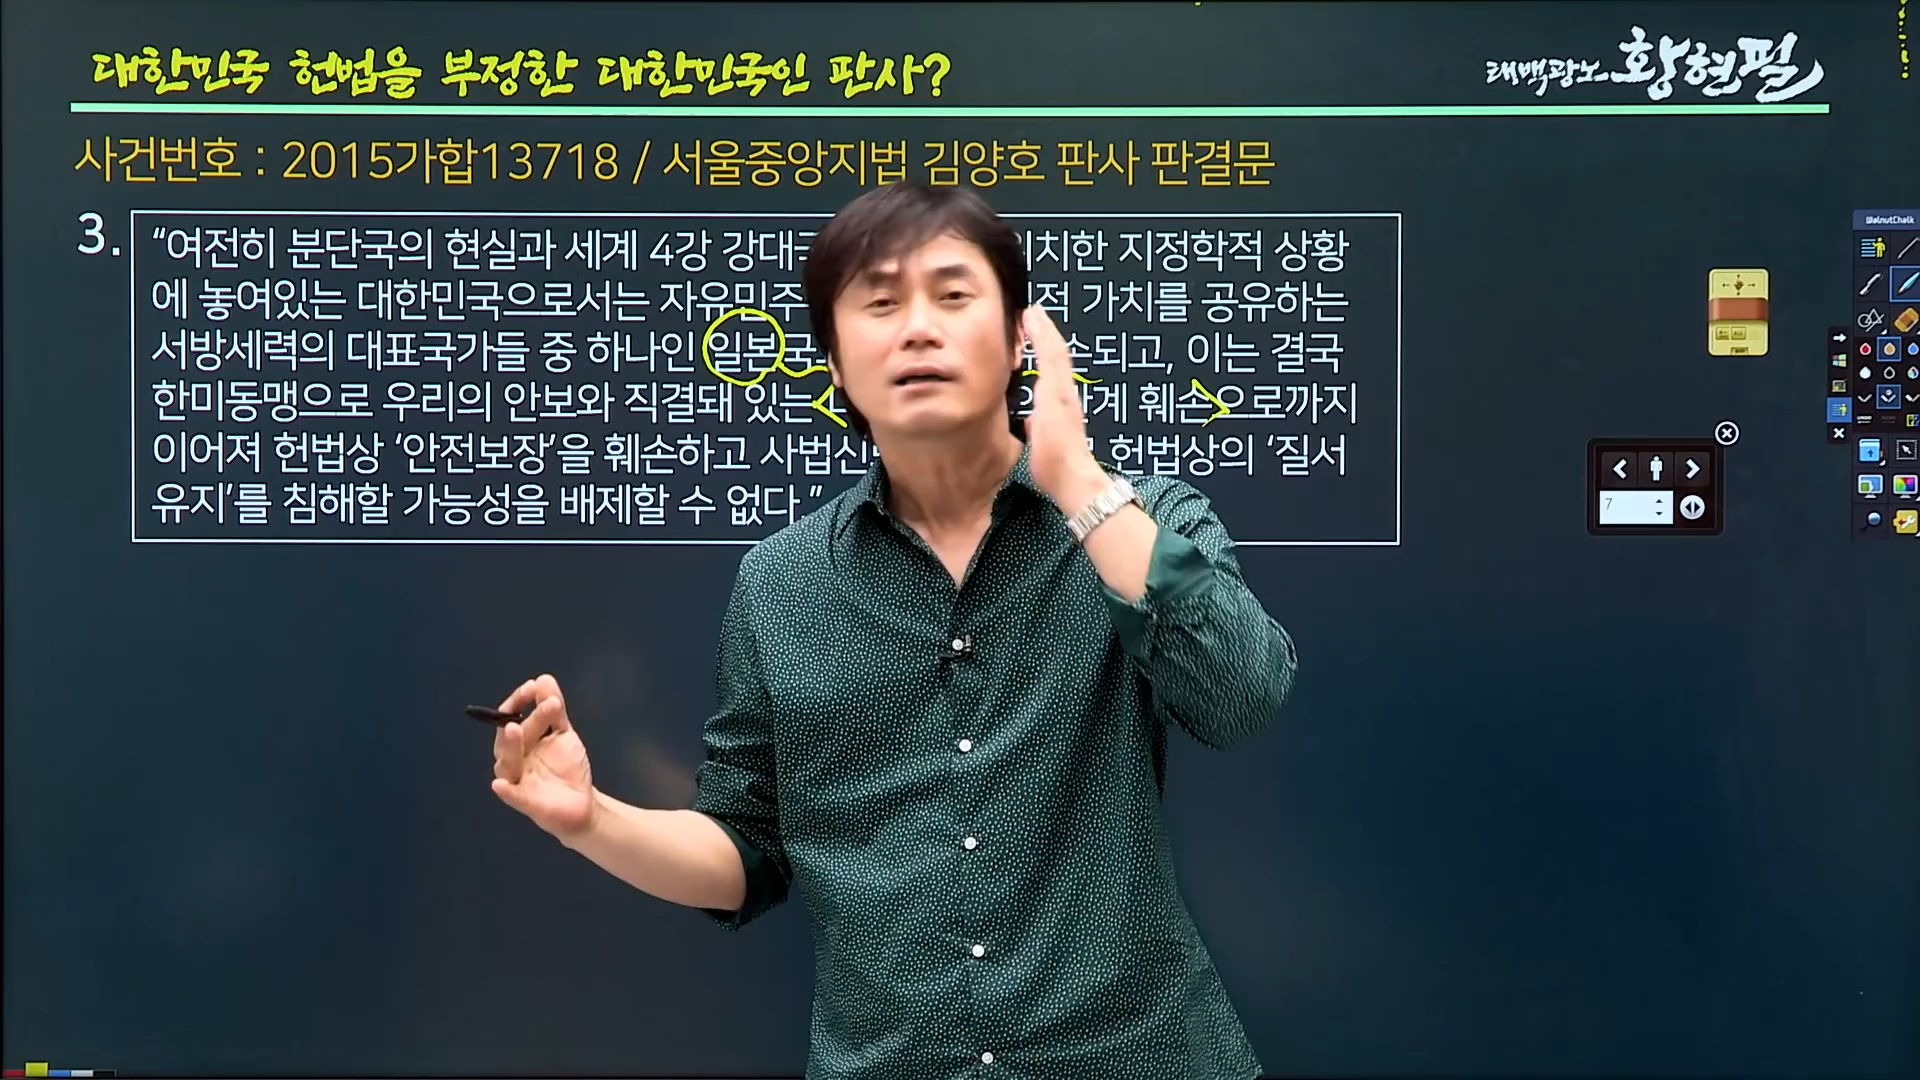 대한민국 헌법을 부정한 대한민국인 판사?
태백광노 황현필
사건번호 : 2015가합13718 / 서울중앙지법 김양호 판사 판결문
3.
“여전히 분단국의 현실과 세계 4강 강대 위치한 지정학적 상황
에 놓여있는 대한민국으로서는 자유민주 적 가치를 공유하는
서방세력의 대표국가들 중 하나인 일본국 훼손되고, 이는 결국
한미동맹으로 우리의 안보와 직결돼 있는 관계 훼손으로까지
이어져 헌법상 ‘안전보장’을 훼손하고 사법신 헌법상의 ‘질서
유지’를 침해할 가능성을 배제할 수 없다.”
WalnutChalk
7